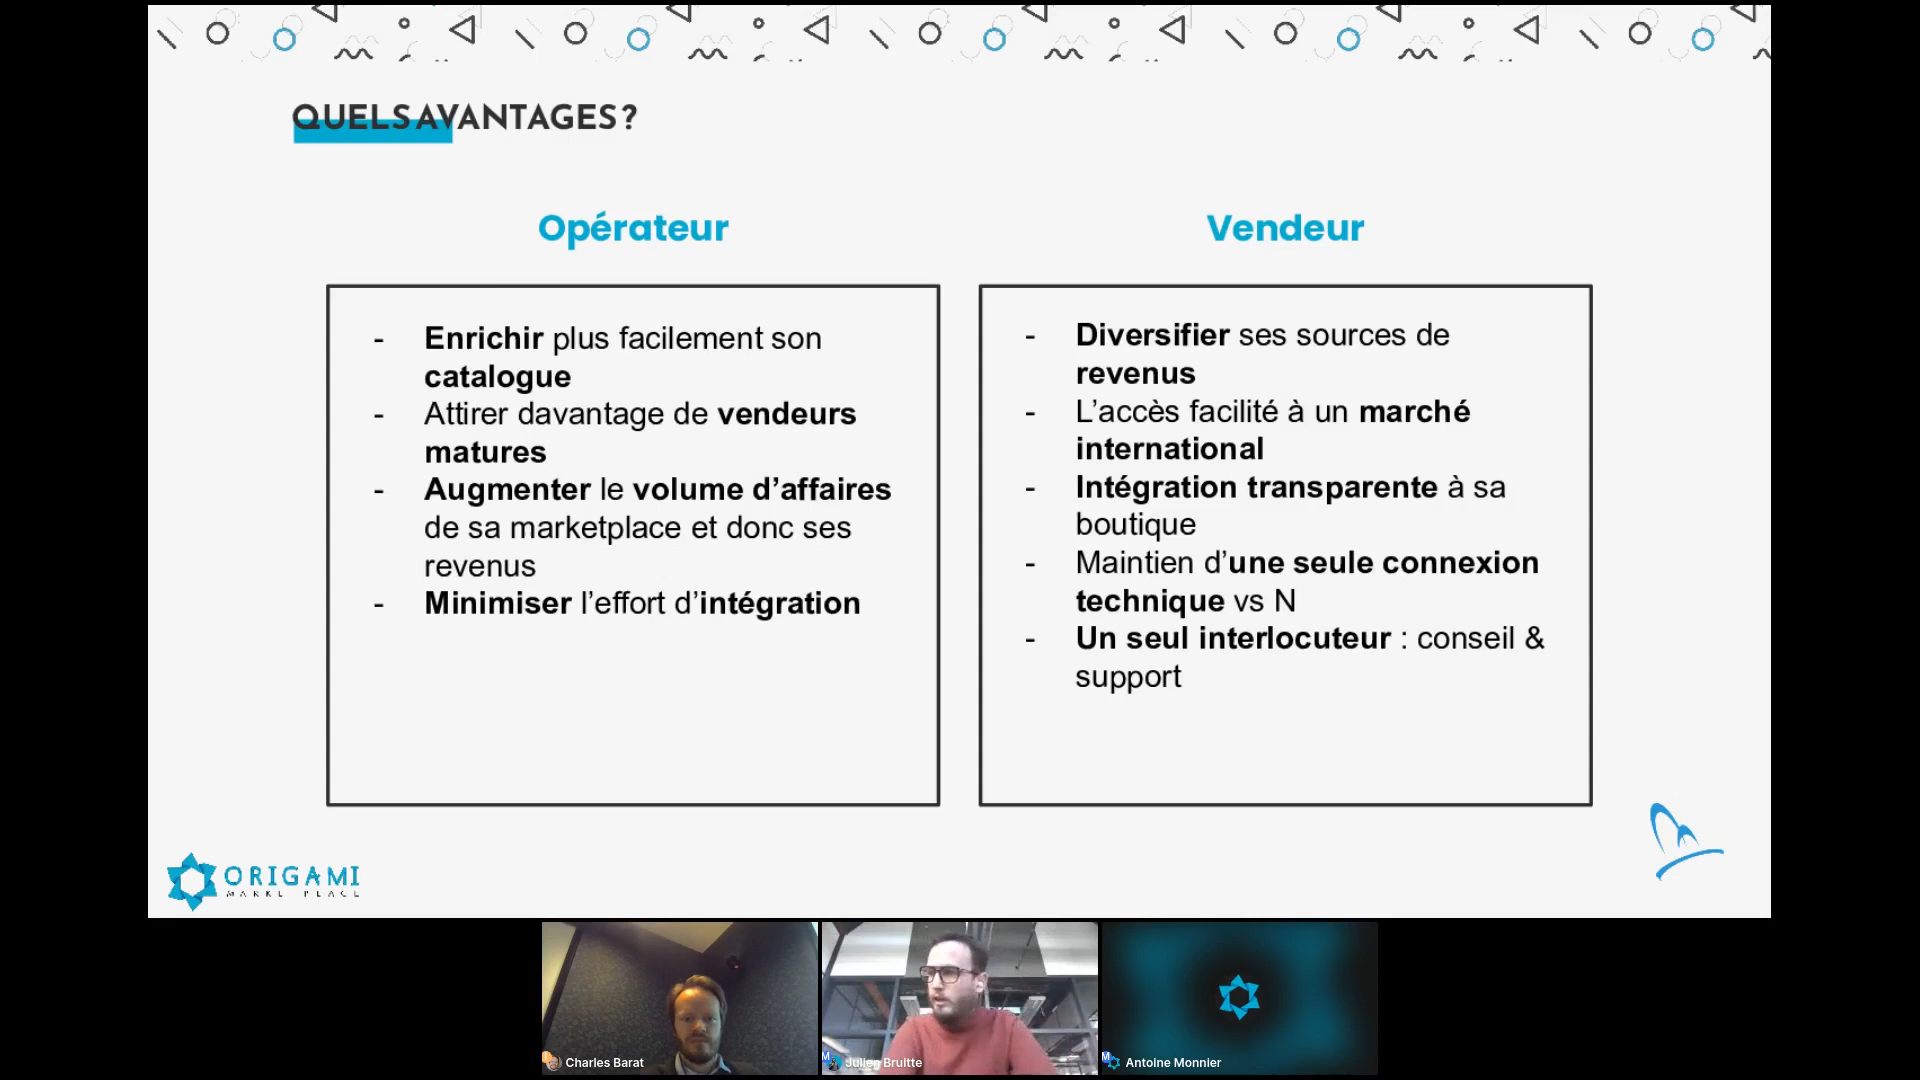 QUELS AVANTAGES ?
Opérateur
- Enrichir plus facilement son
catalogue
- Attirer davantage de vendeurs
matures
- Augmenter le volume d’affaires
de sa marketplace et donc ses
revenus
- Minimiser l’effort d’intégration
Vendeur
- Diversifier ses sources de
revenus
- L’accès facilité à un marché
international
- Intégration transparente à sa
boutique
- Maintien d’une seule connexion
technique vs N
- Un seul interlocuteur : conseil &
support
ORIGAMI
Charles Barat
Julien Bruitte
Antoine Monnier